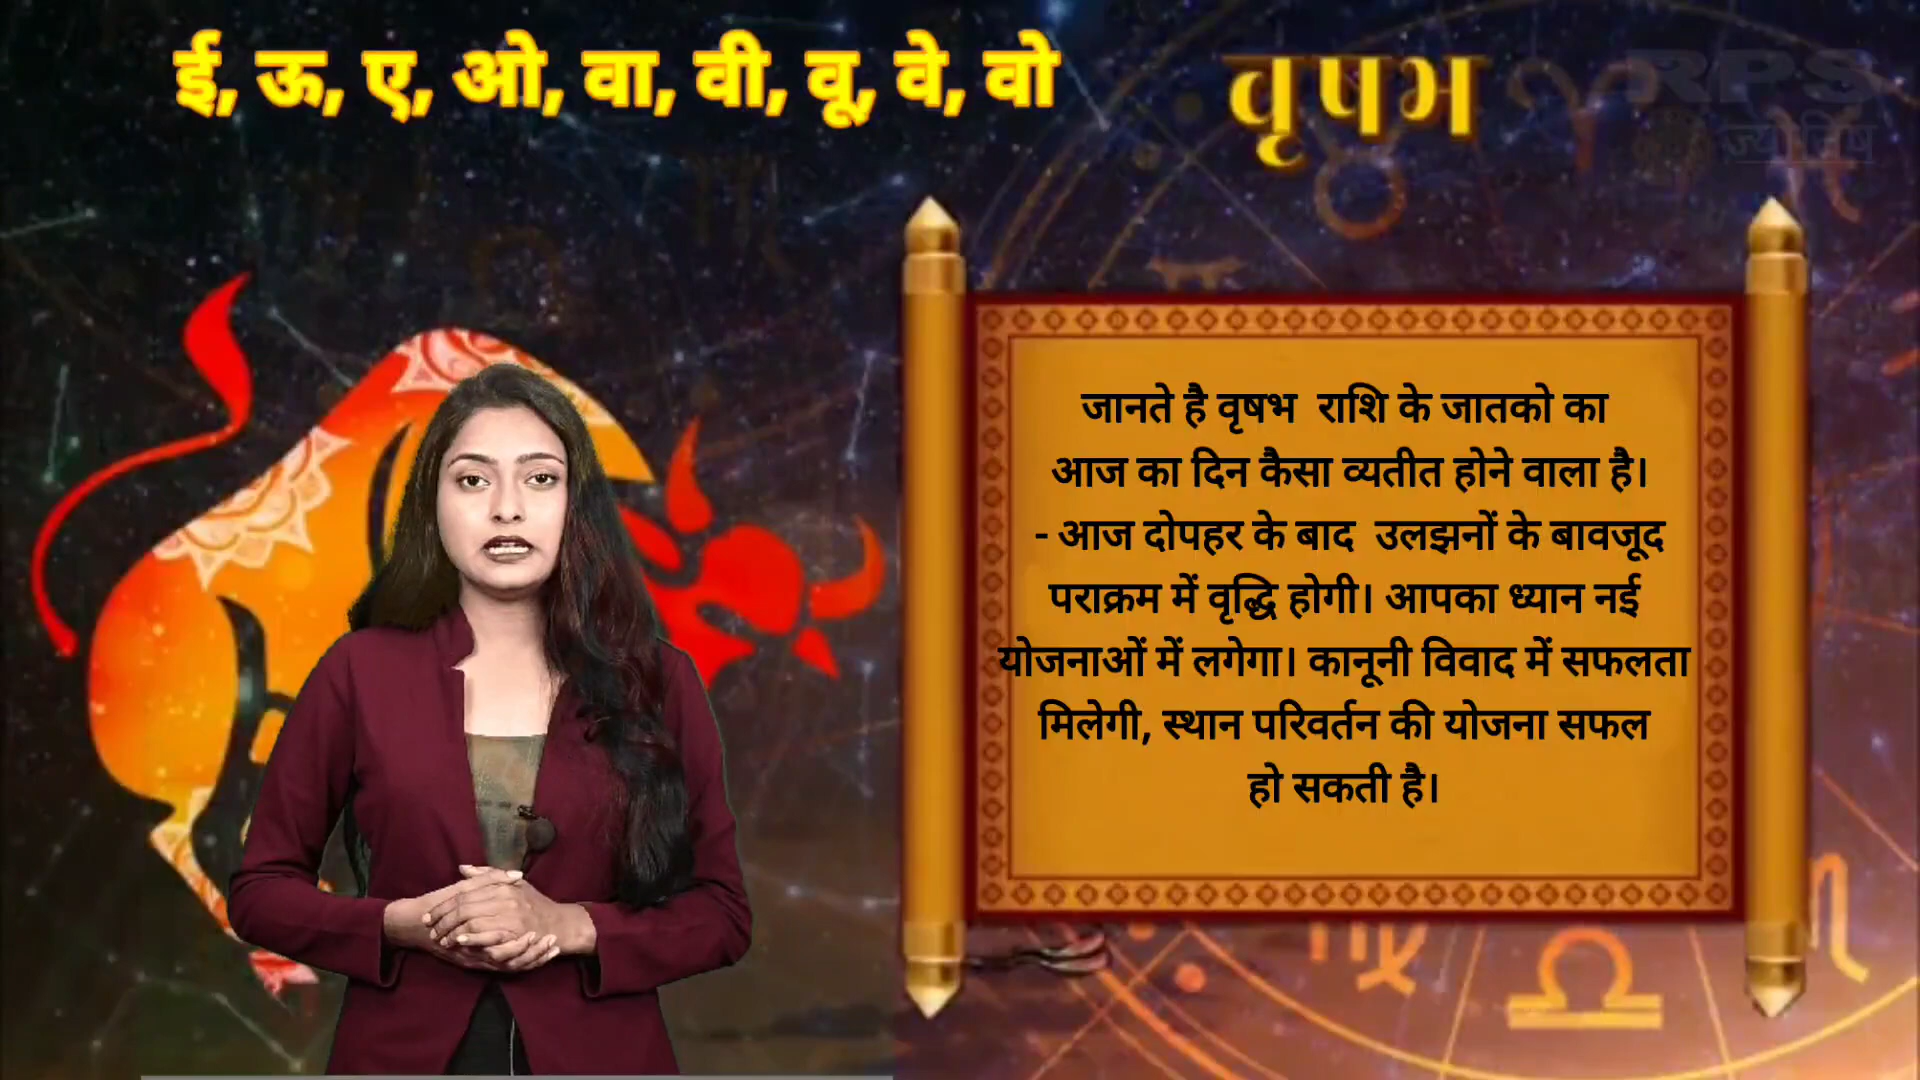 ई, ऊ, ए, ओ, वा, वी, वू, वे, वो
वृषभ
RPS
ज्योतिष
जानते है वृषभ राशि के जातको का
आज का दिन कैसा व्यतीत होने वाला है।
- आज दोपहर के बाद उलझनों के बावजूद
पराक्रम में वृद्धि होगी। आपका ध्यान नई
योजनाओं में लगेगा। कानूनी विवाद में सफलता
मिलेगी, स्थान परिवर्तन की योजना सफल
हो सकती है।